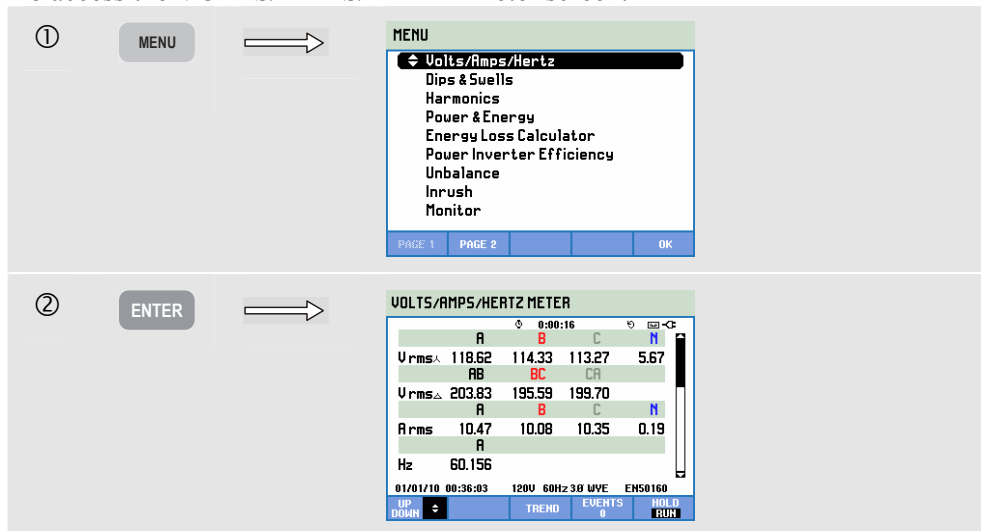 ① MENU
MENU
Volts/Amps/Hertz
Dips & Swells
Harmonics
Power & Energy
Energy Loss Calculator
Power Inverter Efficiency
Unbalance
Inrush
Monitor
PAGE 1 PAGE 2 OK
② ENTER
VOLTS/AMPS/HERTZ METER
0:00:16
A B C N
V rms 118.62 114.33 113.27 5.67
AB BC CA
V rms 203.83 195.59 199.70
A B C N
A rms 10.47 10.08 10.35 0.19
A
Hz 60.156
01/01/10 00:36:03 120V 60Hz 3Ø WYE EN50160
UP DOWN TREND EVENTS 0 HOLD RUN